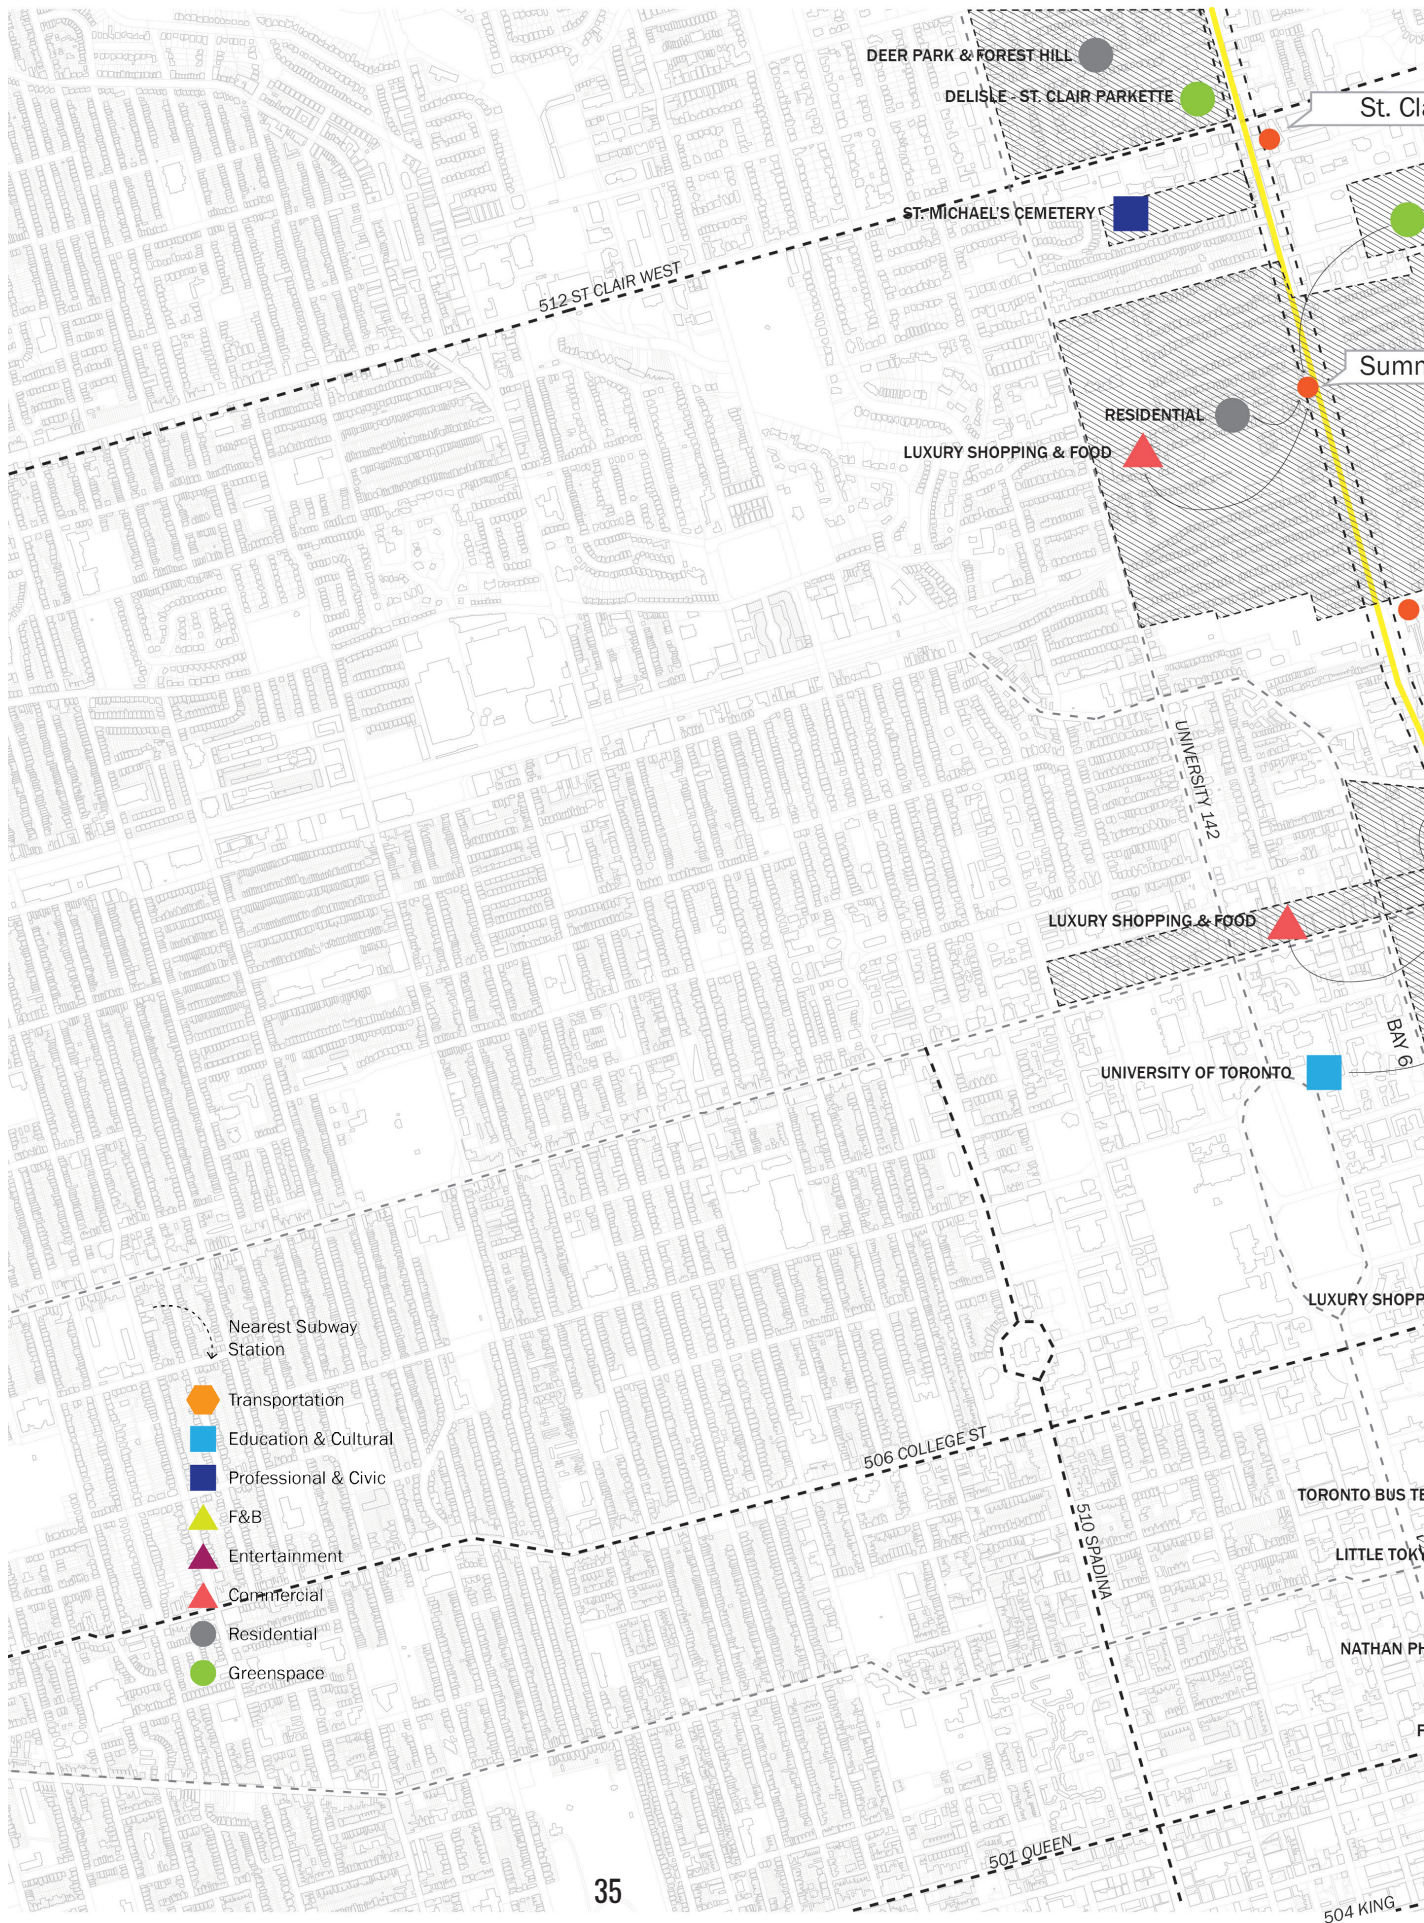 DEER PARK & FOREST HILL
DELISLE - ST. CLAIR PARKETTE
St. Cla
ST. MICHAEL'S CEMETERY
512 ST CLAIR WEST
Summ
RESIDENTIAL
LUXURY SHOPPING & FOOD
UNIVERSITY 142
LUXURY SHOPPING & FOOD
BAY 6
UNIVERSITY OF TORONTO
LUXURY SHOPP
Nearest Subway
Station
Transportation
Education & Cultural
Professional & Civic
F&B
Entertainment
Commercial
Residential
Greenspace
506 COLLEGE ST
510 SPADINA
TORONTO BUS TE
LITTLE TOKY
NATHAN PH
F
501 QUEEN
35
504 KING